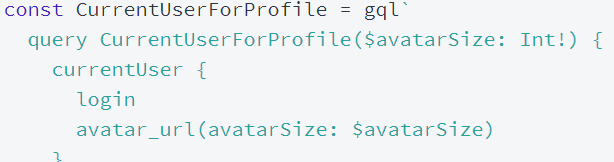 const CurrentUserForProfile = gql`
  query CurrentUserForProfile($avatarSize: Int!) {
    currentUser {
      login
      avatar_url(avatarSize: $avatarSize)
    }